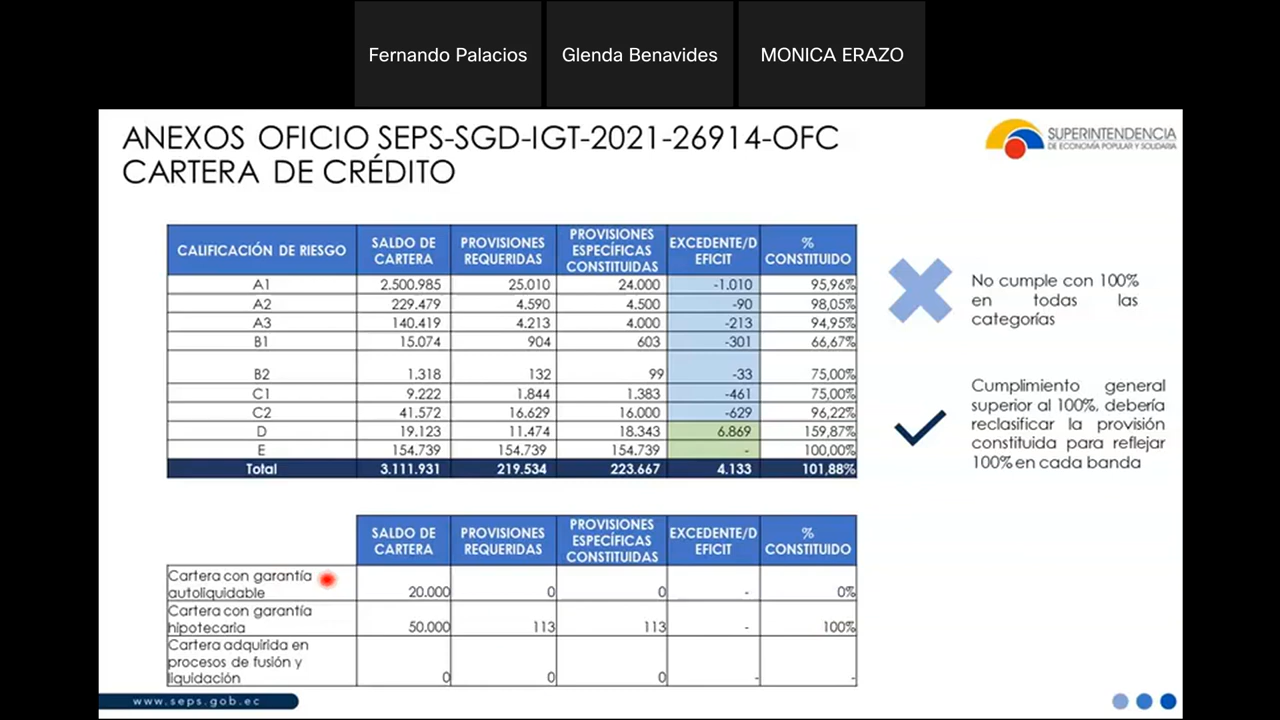 Fernando Palacios
Glenda Benavides
MONICA ERAZO
ANEXOS OFICIO SEPS-SGD-IGT-2021-26914-OFC
CARTERA DE CRÉDITO
SUPERINTENDENCIA
DE ECONOMÍA POPULAR Y SOLIDARIA
CALIFICACIÓN DE RIESGO SALDO DE CARTERA PROVISIONES REQUERIDAS PROVISIONES ESPECÍFICAS CONSTITUIDAS EXCEDENTE/D EFICIT % CONSTITUIDO
A1 2.500.985 25.010 24.000 -1.010 95,96%
A2 229.479 4.590 4.500 -90 98,05%
A3 140.419 4.213 4.000 -213 94,95%
B1 15.074 904 603 -301 66,67%
B2 1.318 132 99 -33 75,00%
C1 9.222 1.844 1.383 -461 75,00%
C2 41.572 16.629 16.000 -629 96,22%
D 19.123 11.474 18.343 6.869 159,87%
E 154.739 154.739 154.739 - 100,00%
Total 3.111.931 219.534 223.667 4.133 101,88%
No cumple con 100%
en todas las
categorías
Cumplimiento general
superior al 100%, debería
reclasificar la provisión
constituida para reflejar
100% en cada banda
SALDO DE CARTERA PROVISIONES REQUERIDAS PROVISIONES ESPECÍFICAS CONSTITUIDAS EXCEDENTE/D EFICIT % CONSTITUIDO
Cartera con garantía
autoliquidable 20.000 0 0 - 0%
Cartera con garantía
hipotecaria 50.000 113 113 - 100%
Cartera adquirida en
procesos de fusión y
liquidación 0 0 0 - -
www.seps.gob.ec